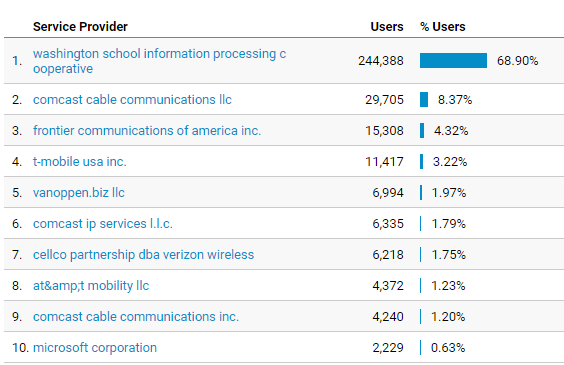 Service Provider Users % Users
1. washington school information processing c
ooperative 244,388 68.90%
2. comcast cable communications llc 29,705 8.37%
3. frontier communications of america inc. 15,308 4.32%
4. t-mobile usa inc. 11,417 3.22%
5. vanoppen.biz llc 6,994 1.97%
6. comcast ip services l.l.c. 6,335 1.79%
7. cellco partnership dba verizon wireless 6,218 1.75%
8. at&amp;t mobility llc 4,372 1.23%
9. comcast cable communications inc. 4,240 1.20%
10. microsoft corporation 2,229 0.63%